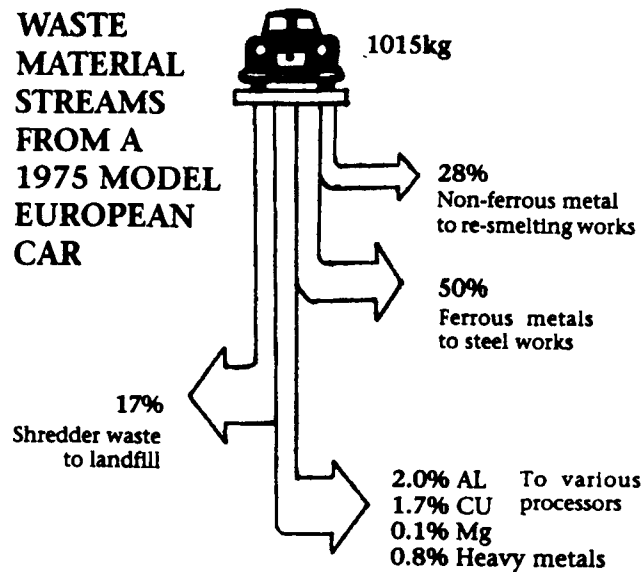 WASTE
MATERIAL
STREAMS
FROM A
1975 MODEL
EUROPEAN
CAR
1015kg
28%
Non-ferrous metal
to re-smelting works
50%
Ferrous metals
to steel works
17%
Shredder waste
to landfill
2.0% AL To various
1.7% CU processors
0.1% Mg
0.8% Heavy metals